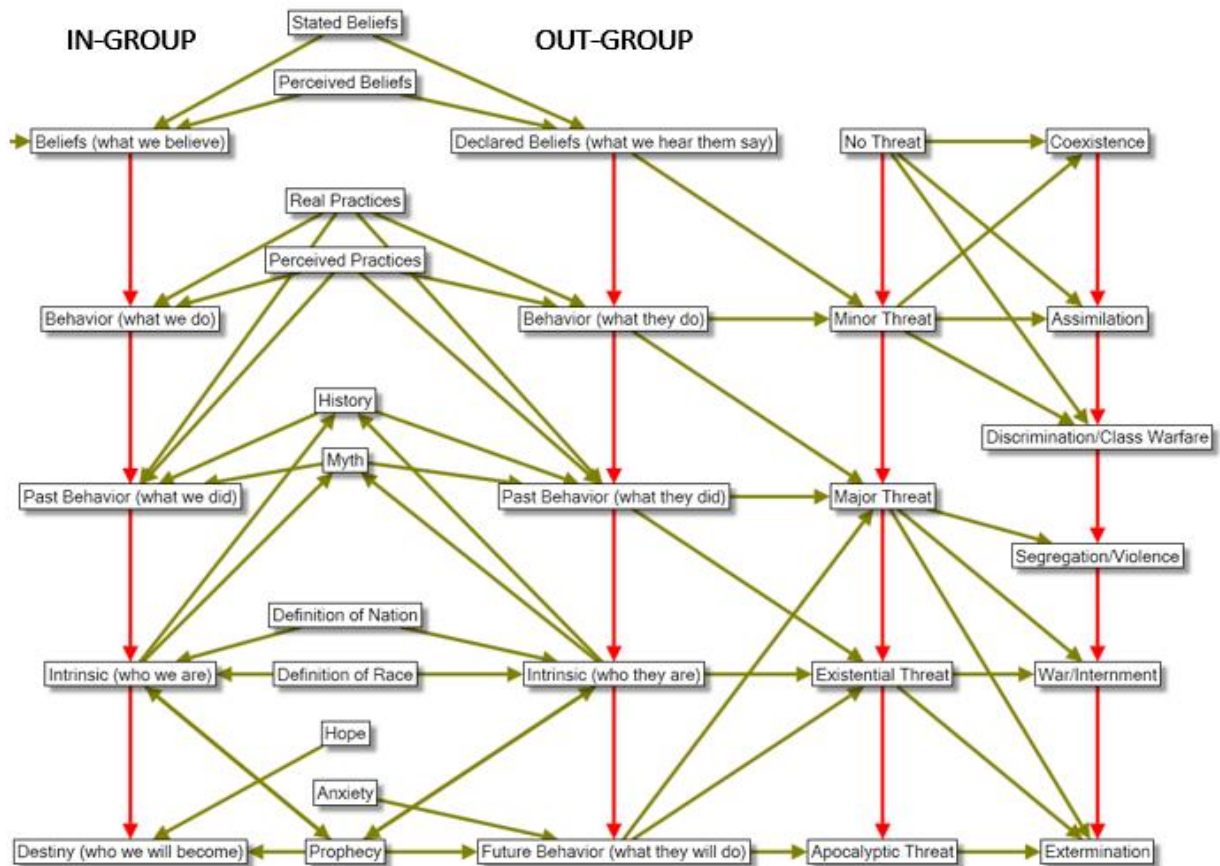 Stated Beliefs
IN-GROUP
OUT-GROUP
Perceived Beliefs
Beliefs (what we believe)
Declared Beliefs (what we hear them say)
No Threat
Coexistence
Real Practices
Perceived Practices
Behavior (what we do)
Behavior (what they do)
Minor Threat
Assimilation
History
Discrimination/Class Warfare
Myth
Past Behavior (what we did)
Past Behavior (what they did)
Major Threat
Segregation/Violence
Definition of Nation
Intrinsic (who we are)
Definition of Race
Intrinsic (who they are)
Existential Threat
War/Internment
Hope
Anxiety
Destiny (who we will become)
Prophecy
Future Behavior (what they will do)
Apocalyptic Threat
Extermination